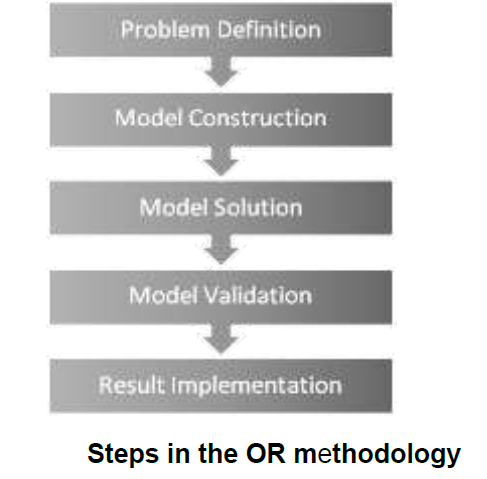 Problem Definition
Model Construction
Model Solution
Model Validation
Result Implementation
Steps in the OR methodology